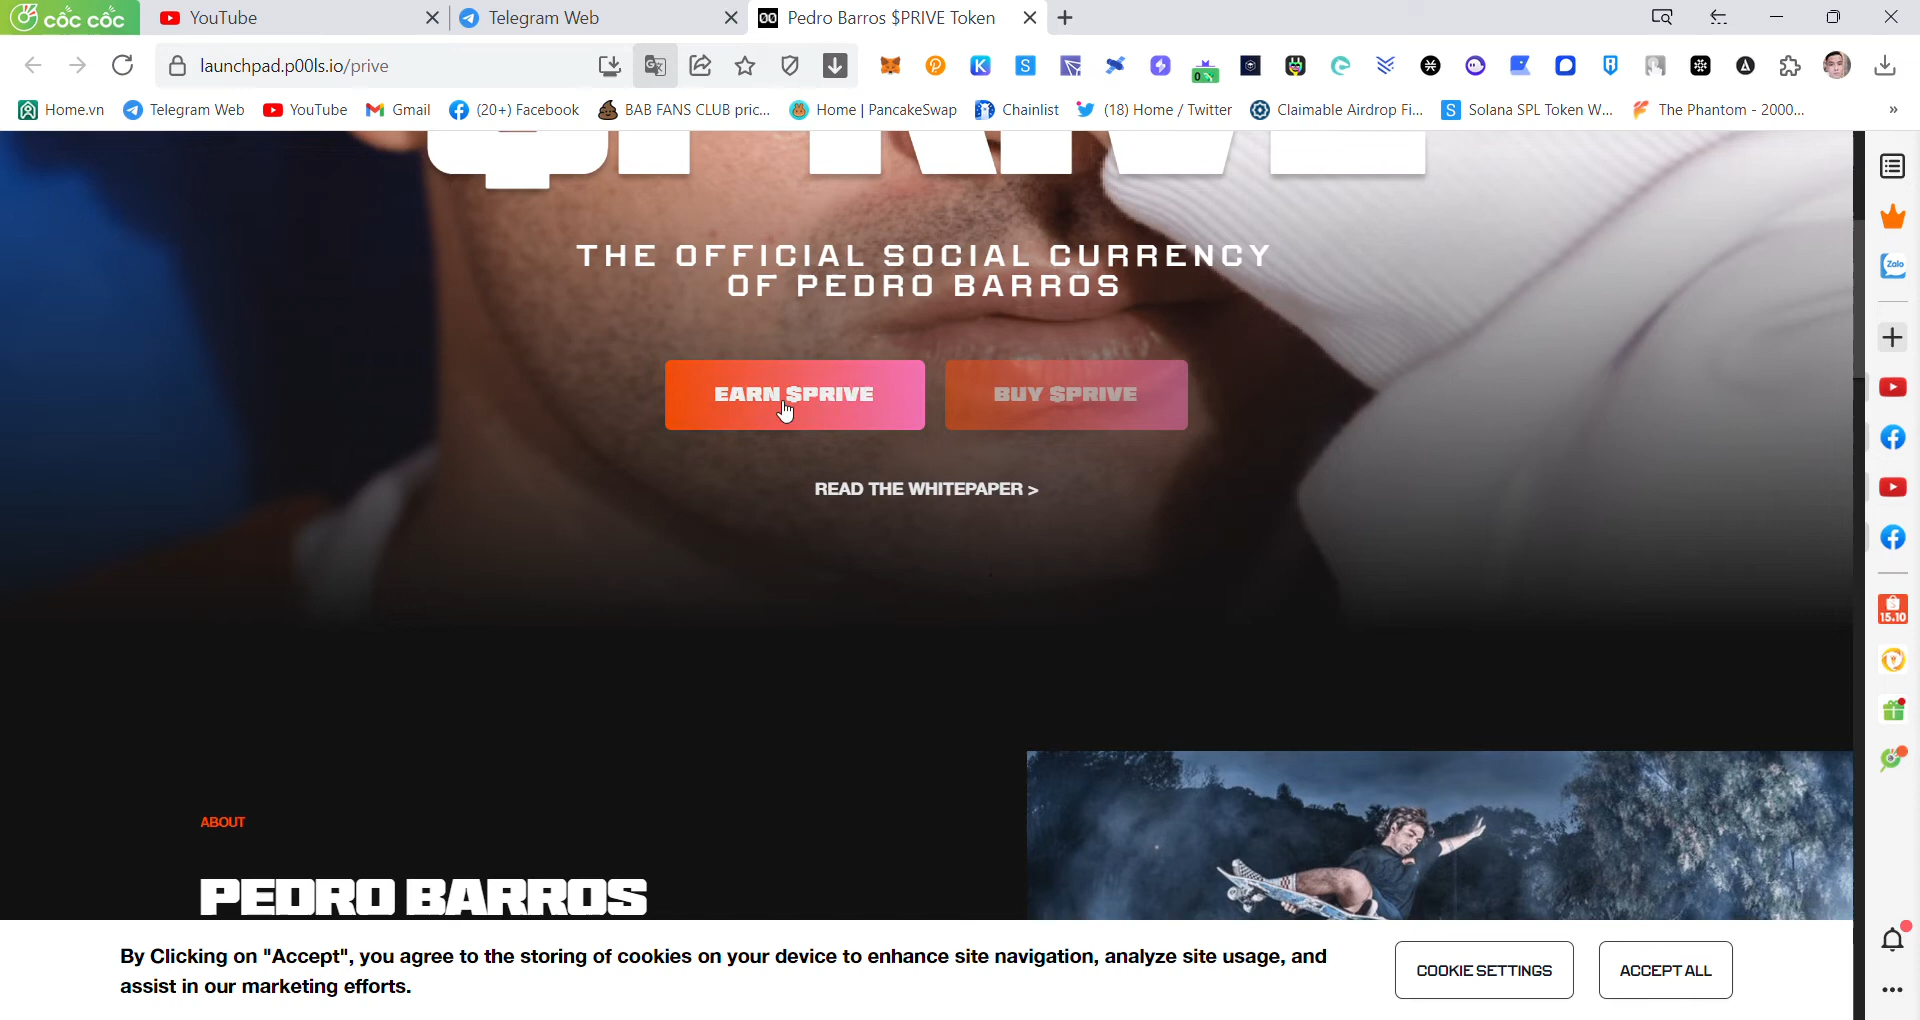 cốc cốc
YouTube
Telegram Web
Pedro Barros $PRIVE Token
launchpad.p00ls.io/prive
Home.vn
Telegram Web
YouTube
Gmail
(20+) Facebook
BAB FANS CLUB pric...
Home | PancakeSwap
Chainlist
(18) Home / Twitter
Claimable Airdrop Fi...
Solana SPL Token W...
The Phantom - 2000...
THE OFFICIAL SOCIAL CURRENCY
OF PEDRO BARROS
EARN $PRIVE
BUY $PRIVE
READ THE WHITEPAPER >
ABOUT
PEDRO BARROS
By Clicking on "Accept", you agree to the storing of cookies on your device to enhance site navigation, analyze site usage, and
assist in our marketing efforts.
COOKIE SETTINGS
ACCEPT ALL
Zalo
15.10